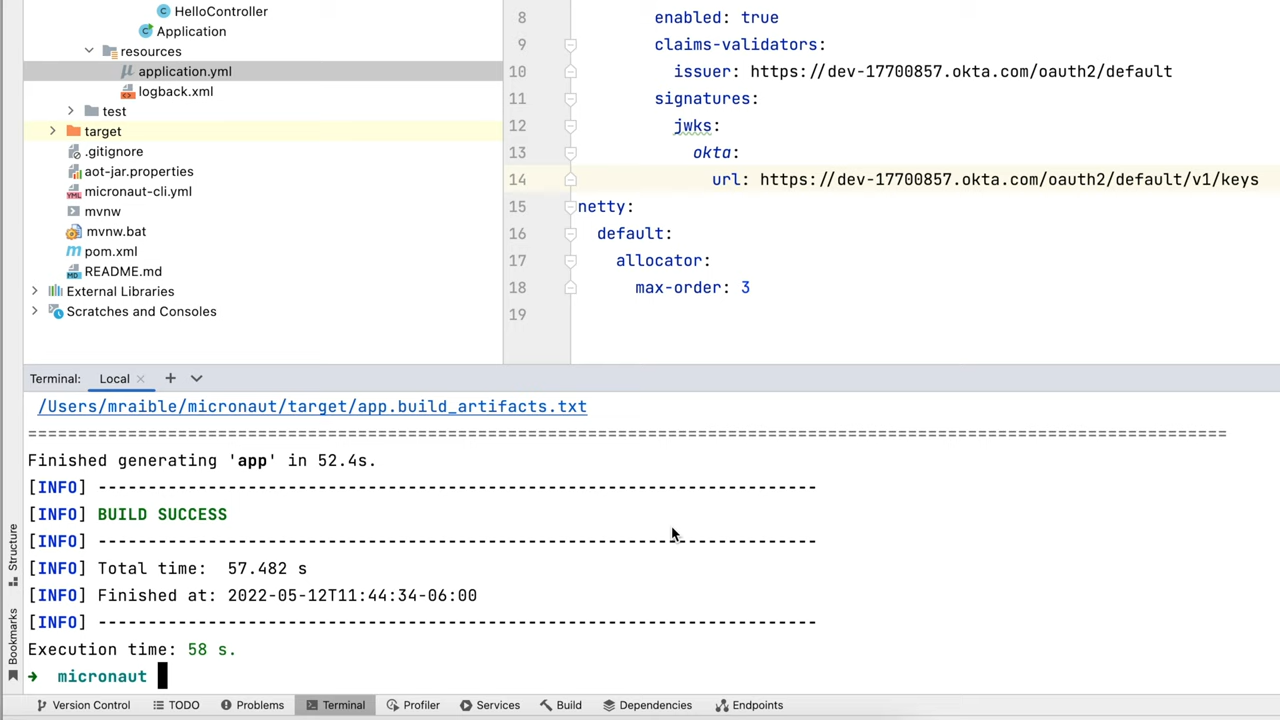 HelloController
Application
resources
application.yml
logback.xml
test
target
.gitignore
aot-jar.properties
micronaut-cli.yml
mvnw
mvnw.bat
pom.xml
README.md
External Libraries
Scratches and Consoles
8 enabled: true
9 claims-validators:
10 issuer: https://dev-17700857.okta.com/oauth2/default
11 signatures:
12 jwks:
13 okta:
14 url: https://dev-17700857.okta.com/oauth2/default/v1/keys
15 netty:
16 default:
17 allocator:
18 max-order: 3
19
Terminal: Local
/Users/mraible/micronaut/target/app.build_artifacts.txt
========================================================================================================================
Finished generating 'app' in 52.4s.
[INFO] ------------------------------------------------------------------------
[INFO] BUILD SUCCESS
[INFO] ------------------------------------------------------------------------
[INFO] Total time:  57.482 s
[INFO] Finished at: 2022-05-12T11:44:34-06:00
[INFO] ------------------------------------------------------------------------
Execution time: 58 s.
→ micronaut
Structure
Bookmarks
Version Control TODO Problems Terminal Profiler Services Build Dependencies Endpoints